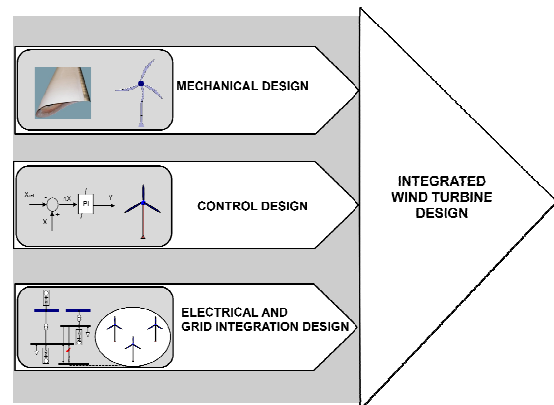 MECHANICAL DESIGN
X
PI
Y
X
CONTROL DESIGN
ELECTRICAL AND
GRID INTEGRATION DESIGN
INTEGRATED
WIND TURBINE
DESIGN